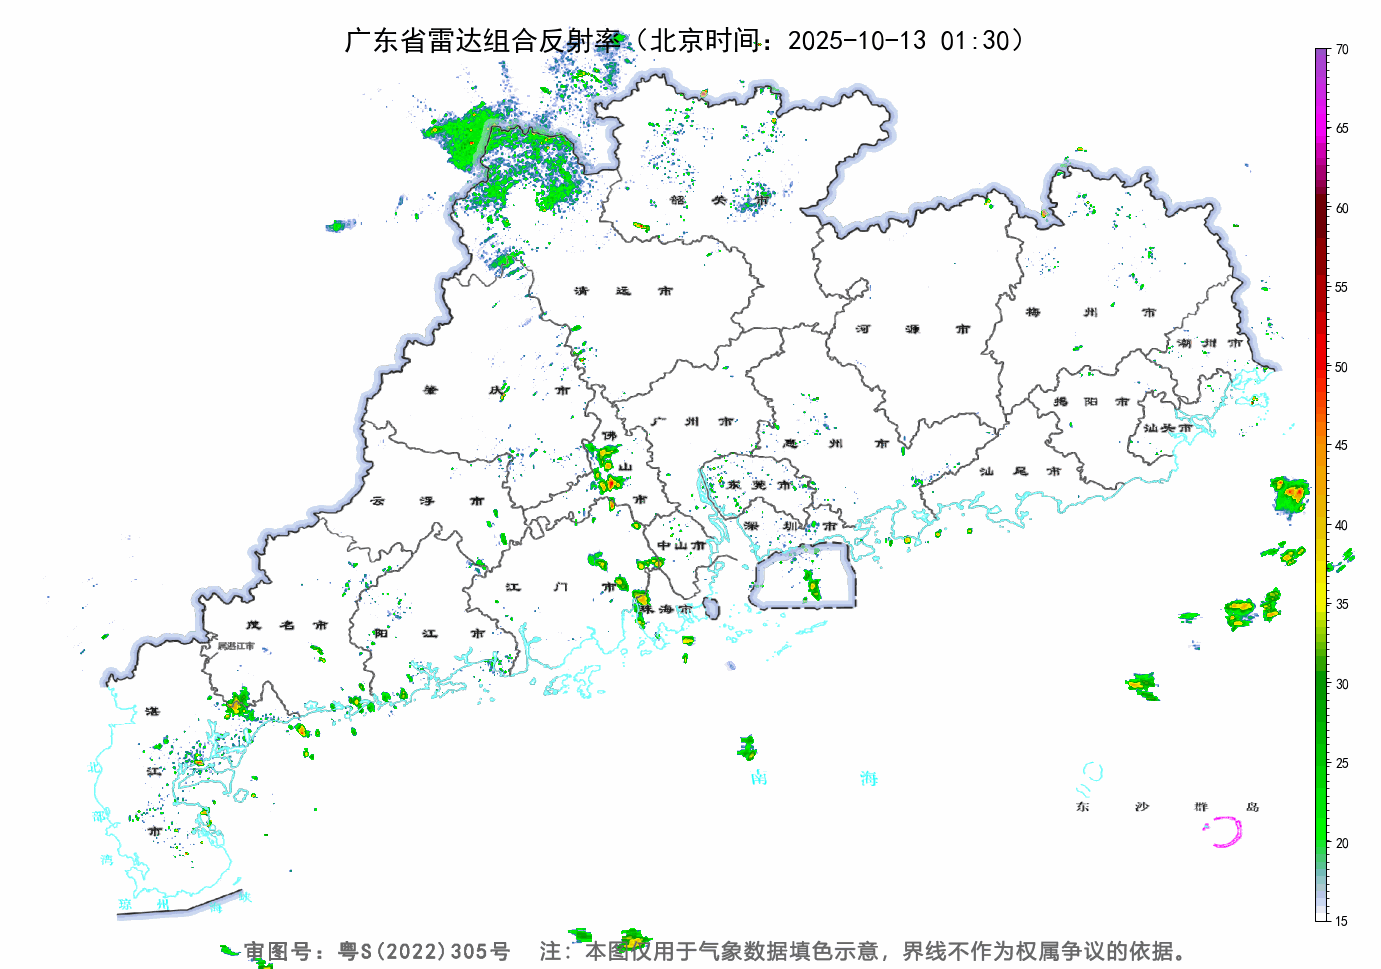 广东省雷达组合反射率（北京时间：2025-10-13 01:30）
70
65
60
55
50
45
40
35
30
25
20
15
韶关市
清远市
河源市
梅州市
潮州市
肇庆市
广州市
惠州市
揭阳市
汕头市
佛山市
云浮市
东莞市
汕尾市
深圳市
中山市
江门市
珠海市
茂名市
阳江市
属湛江市
湛江市
北部湾
南海
东沙群岛
琼州海峡
审图号：粤S(2022)305号 注：本图仅用于气象数据填色示意，界线不作为权属争议的依据。